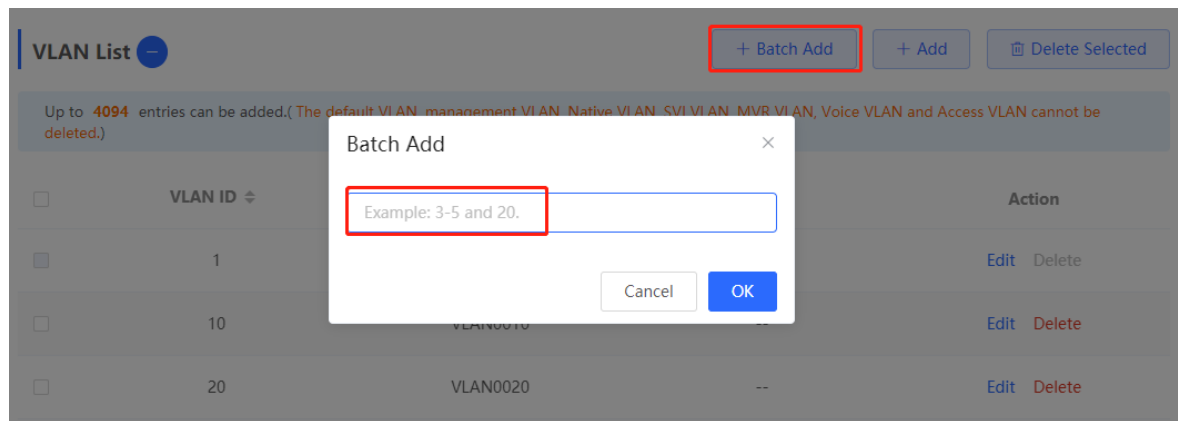 VLAN List
+ Batch Add
+ Add
Delete Selected
Up to 4094 entries can be added.( The default VLAN, management VLAN, Native VLAN, SVI VLAN, MVR VLAN, Voice VLAN and Access VLAN cannot be
deleted.)
Batch Add
VLAN ID
Action
Example: 3-5 and 20.
1
Edit Delete
Cancel
OK
10 VLAN0010 -- Edit Delete
20 VLAN0020 -- Edit Delete